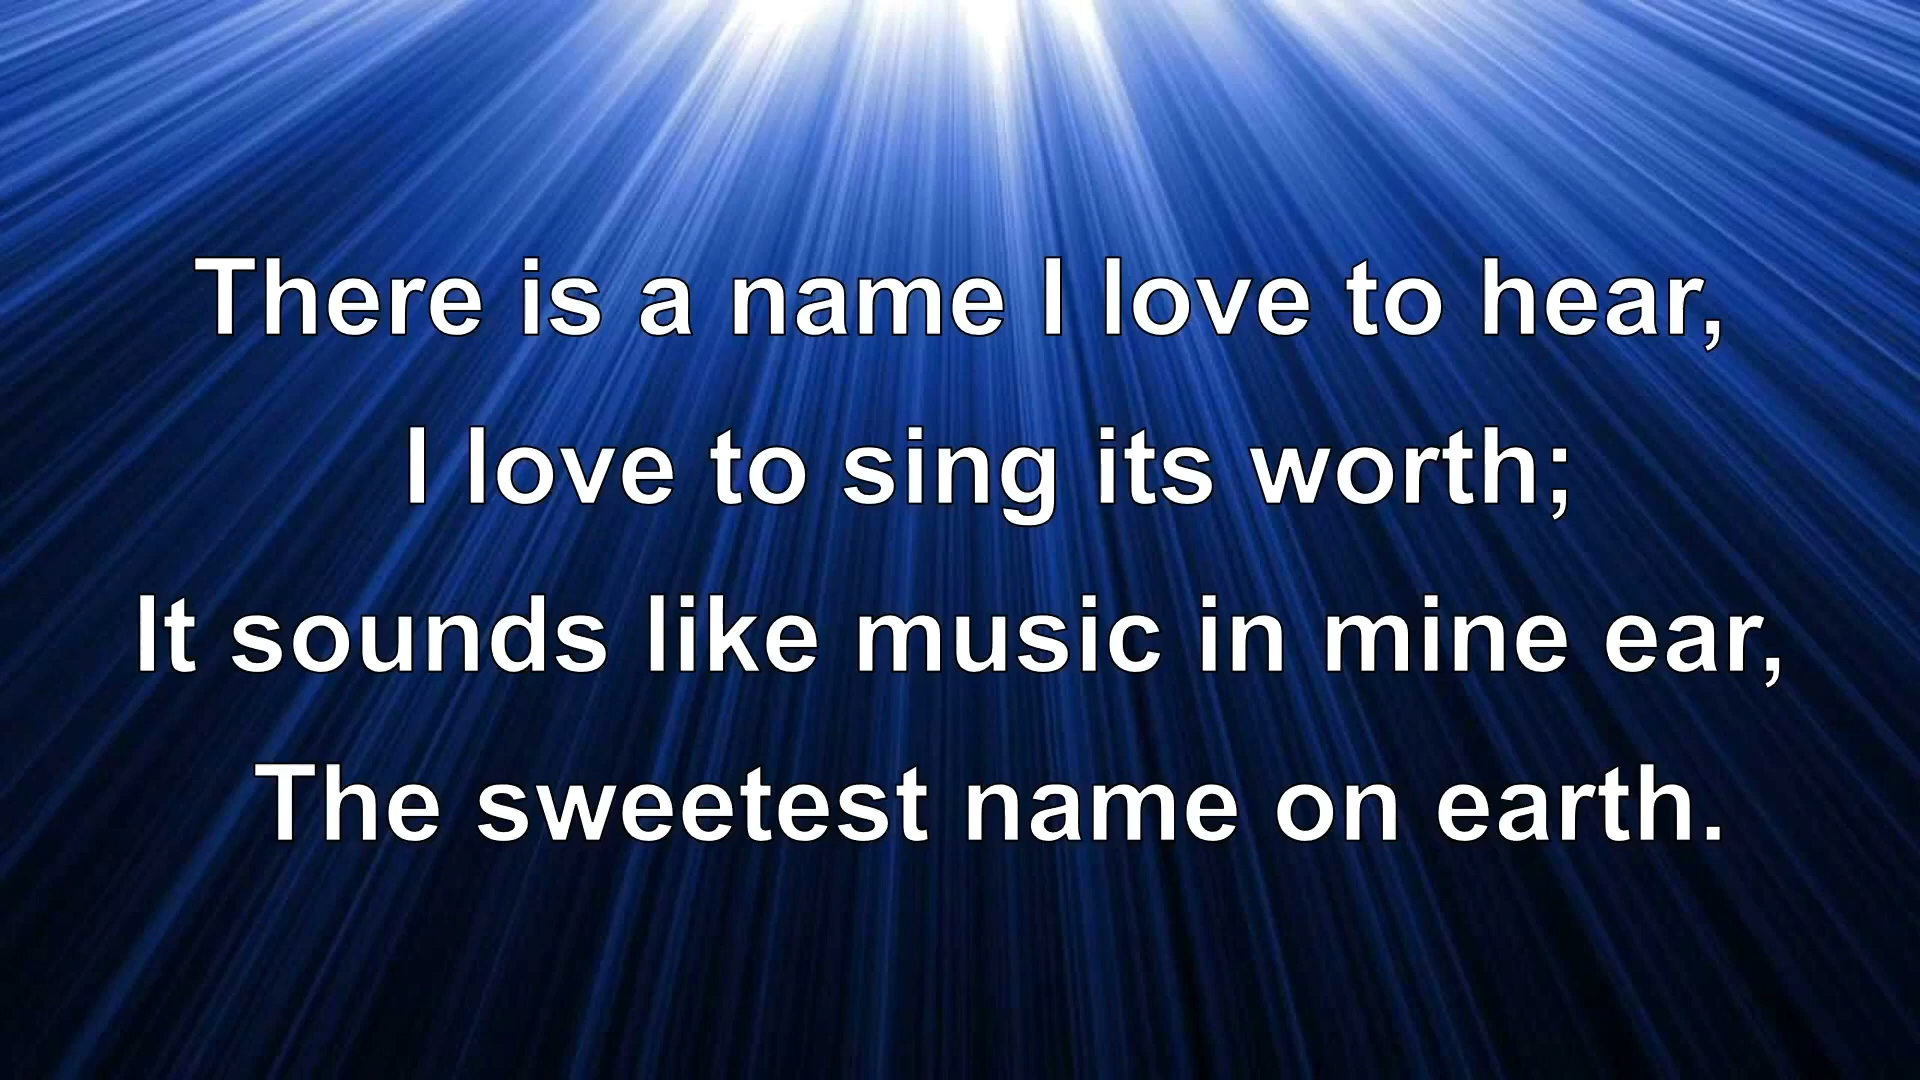 There is a name I love to hear,
I love to sing its worth;
It sounds like music in mine ear,
The sweetest name on earth.